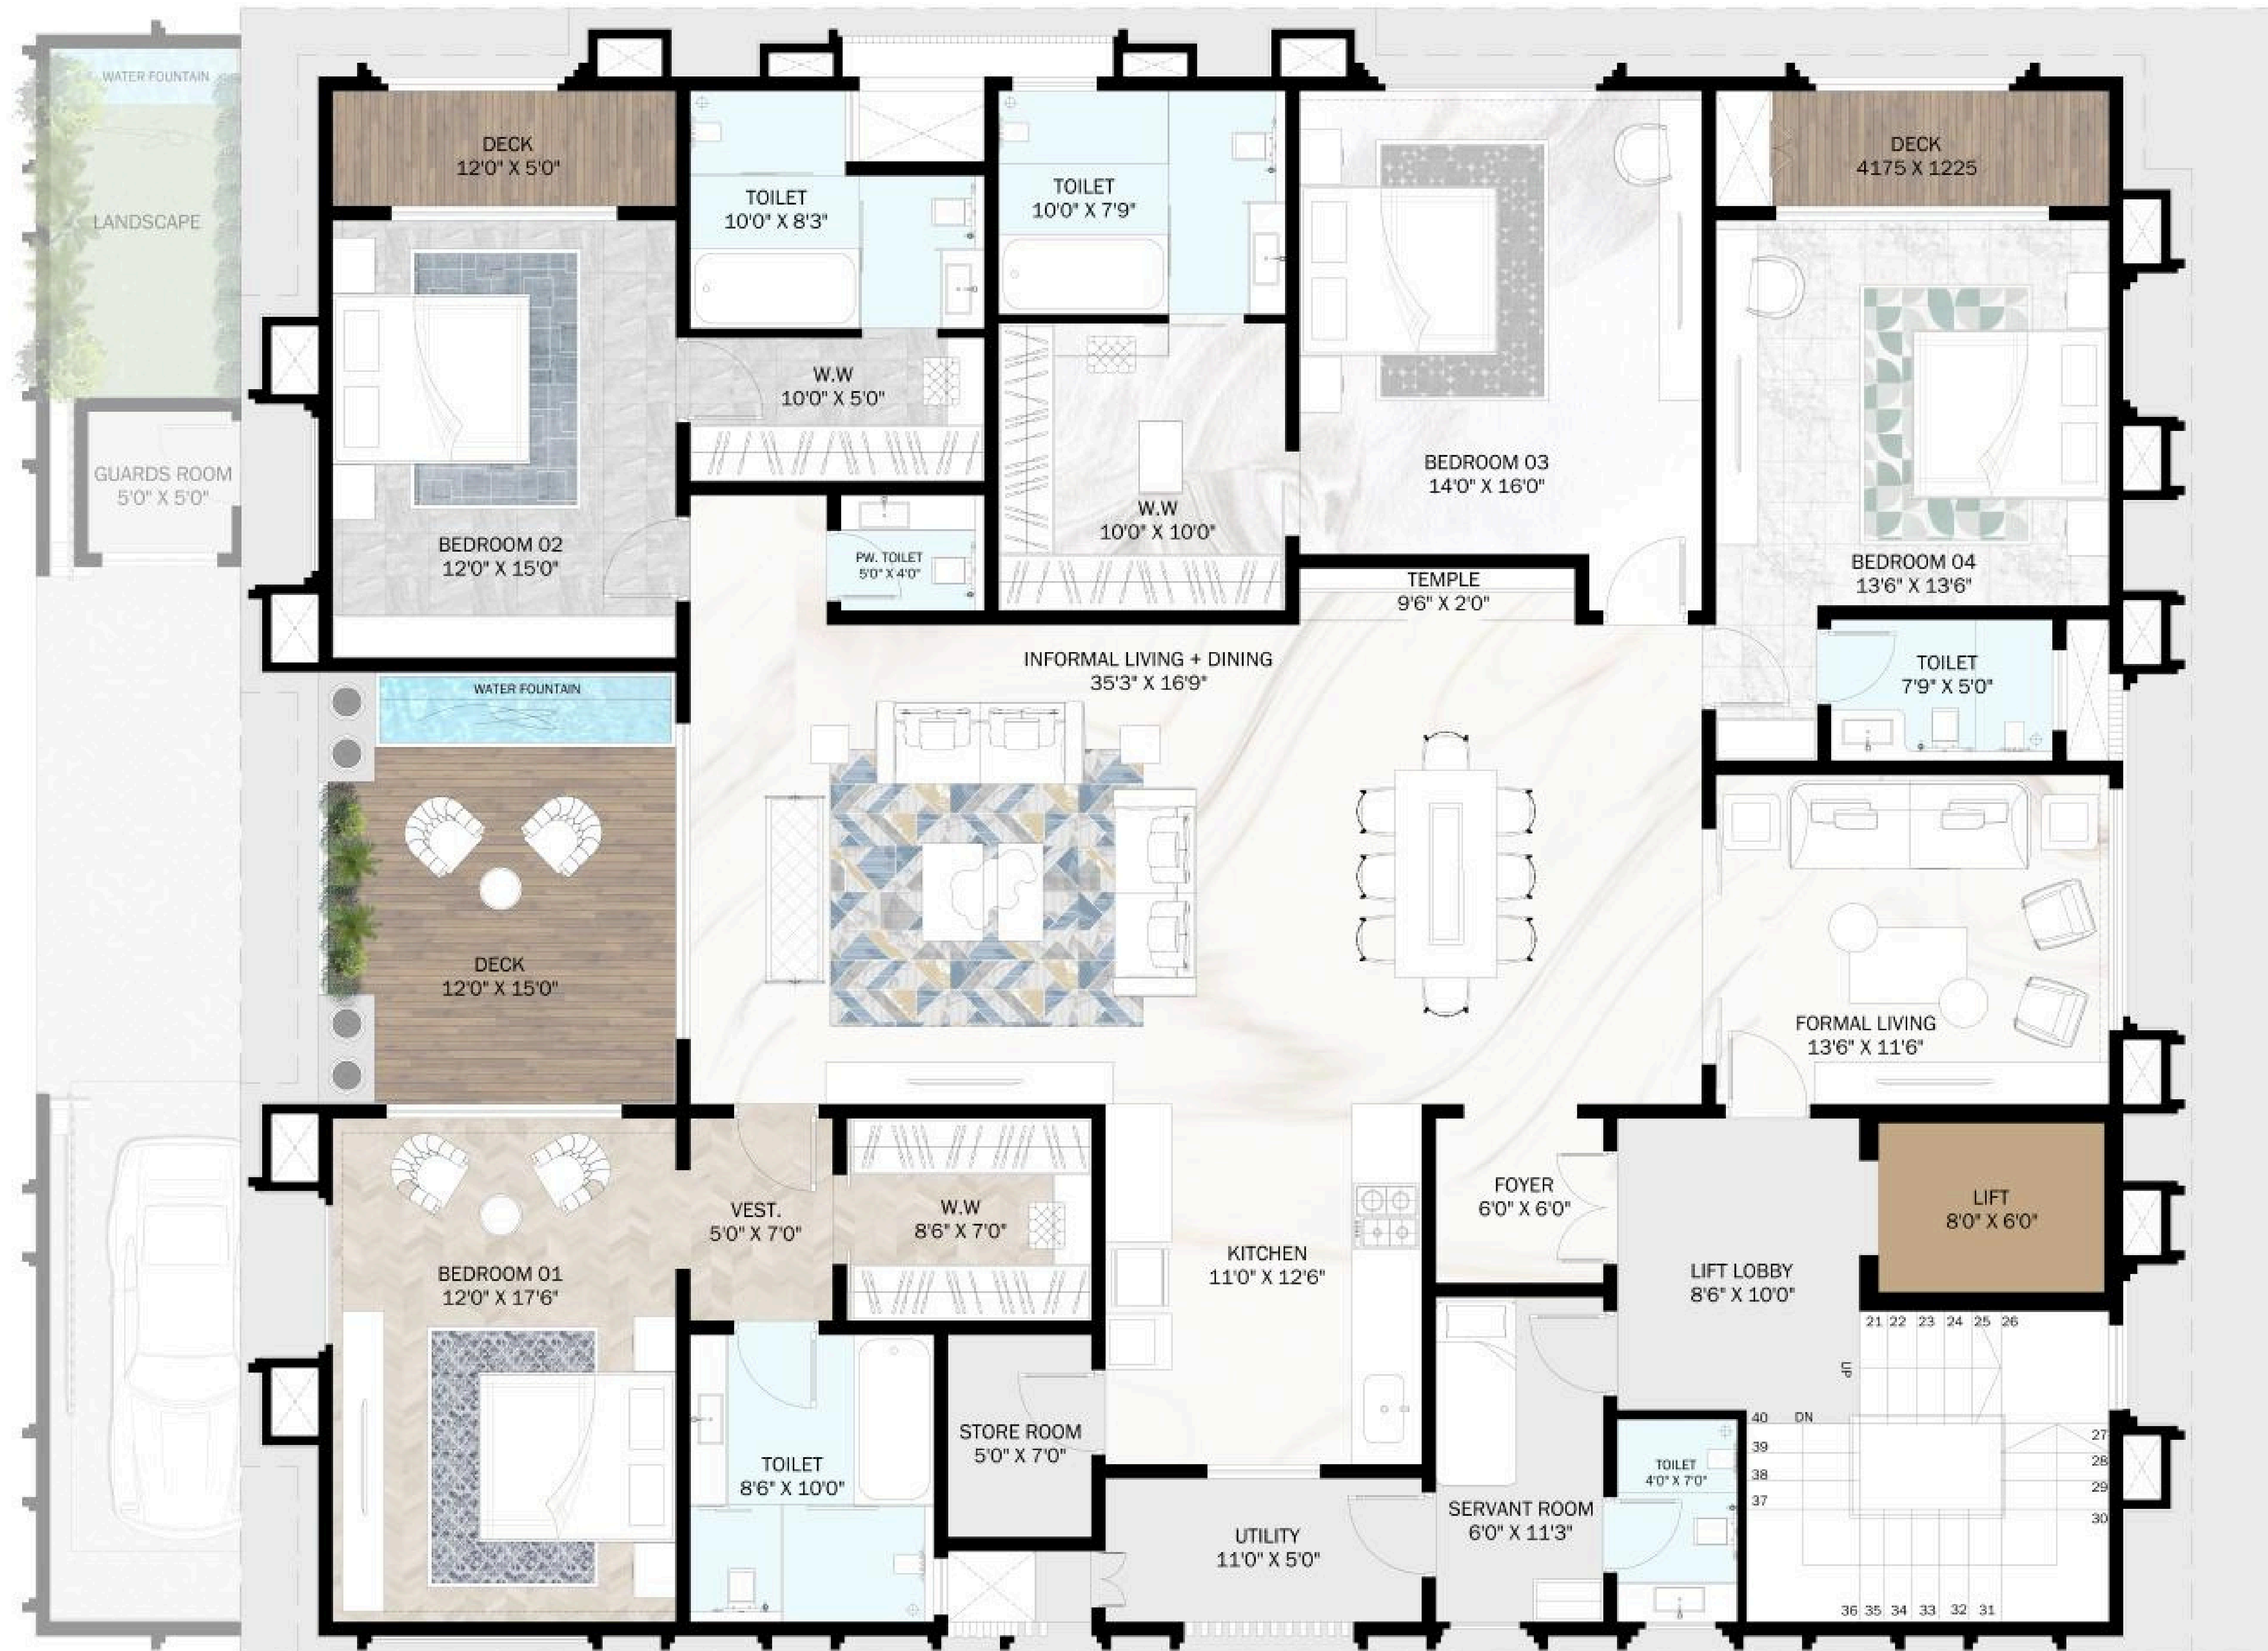 WATER FOUNTAIN
LANDSCAPE
GUARDS ROOM
5'0" X 5'0"
DECK
12'0" X 5'0"
TOILET
10'0" X 8'3"
TOILET
10'0" X 7'9"
DECK
4175 X 1225
W.W
10'0" X 5'0"
BEDROOM 02
12'0" X 15'0"
PW. TOILET
5'0" X 4'0"
W.W
10'0" X 10'0"
BEDROOM 03
14'0" X 16'0"
BEDROOM 04
13'6" X 13'6"
TEMPLE
9'6" X 2'0"
INFORMAL LIVING + DINING
35'3" X 16'9"
TOILET
7'9" X 5'0"
WATER FOUNTAIN
DECK
12'0" X 15'0"
FORMAL LIVING
13'6" X 11'6"
BEDROOM 01
12'0" X 17'6"
VEST.
5'0" X 7'0"
W.W
8'6" X 7'0"
KITCHEN
11'0" X 12'6"
FOYER
6'0" X 6'0"
LIFT LOBBY
8'6" X 10'0"
LIFT
8'0" X 6'0"
21 22 23 24 25 26
UP
40 DN
39
38
37
27
28
29
30
36 35 34 33 32 31
TOILET
8'6" X 10'0"
STORE ROOM
5'0" X 7'0"
UTILITY
11'0" X 5'0"
SERVANT ROOM
6'0" X 11'3"
TOILET
4'0" X 7'0"